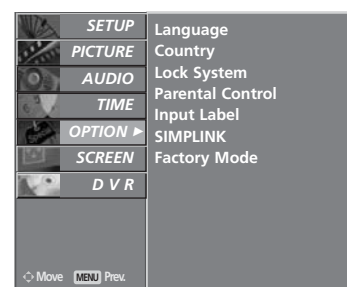 SETUP
PICTURE
AUDIO
TIME
OPTION ►
SCREEN
D V R
Language
Country
Lock System
Parental Control
Input Label
SIMPLINK
Factory Mode
Move MENU Prev.